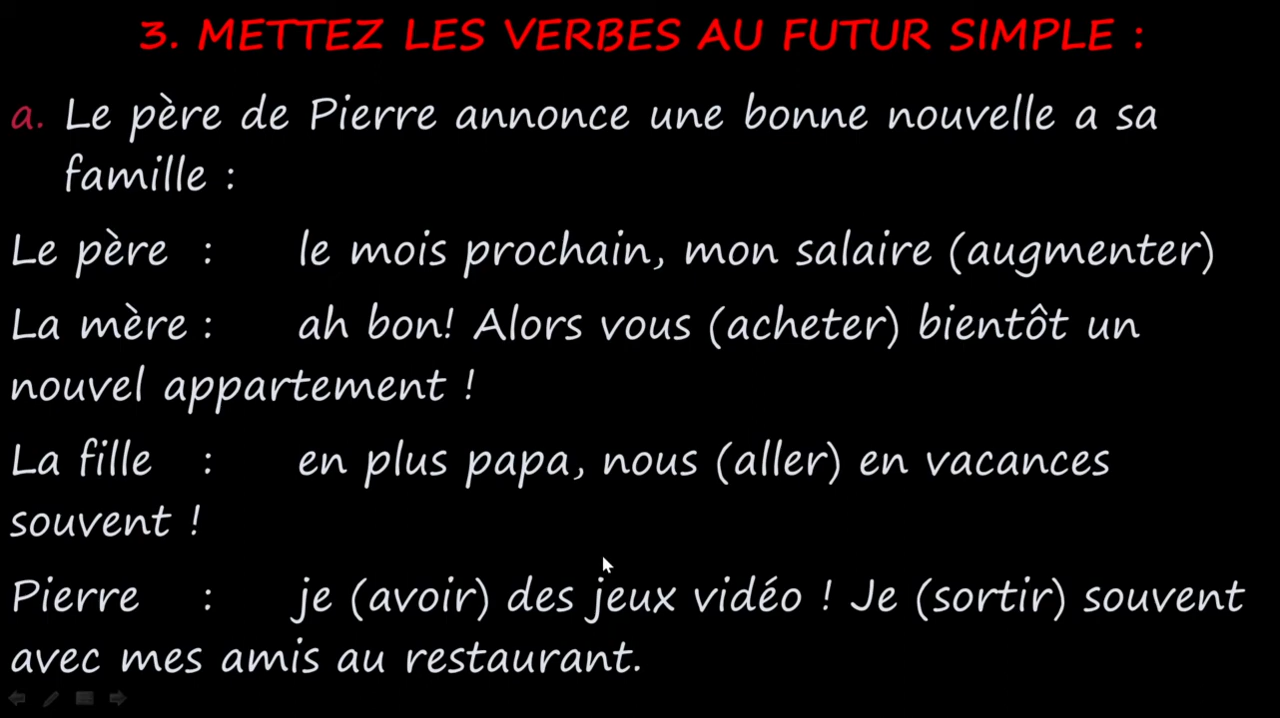 3. METTEZ LES VERBES AU FUTUR SIMPLE :
a. Le père de Pierre annonce une bonne nouvelle a sa
famille :
Le père : le mois prochain, mon salaire (augmenter)
La mère : ah bon! Alors vous (acheter) bientôt un
nouvel appartement !
La fille : en plus papa, nous (aller) en vacances
souvent !
Pierre : je (avoir) des jeux vidéo ! Je (sortir) souvent
avec mes amis au restaurant.